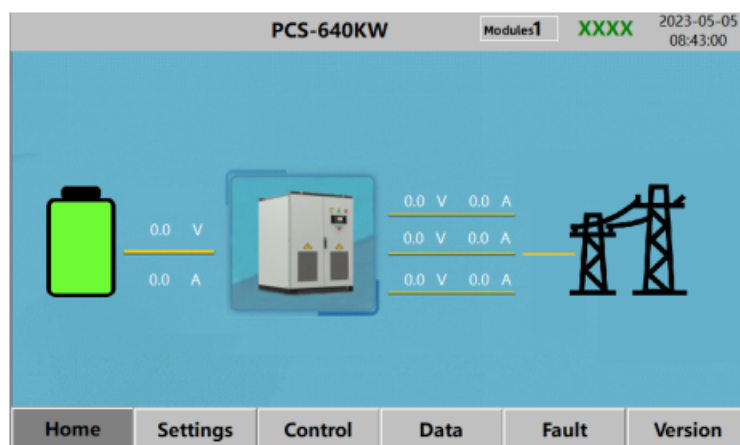 PCS-640KW Modules1 XXXX 2023-05-05
08:43:00
0.0 V 0.0 A
0.0 V
0.0 V 0.0 A
0.0 A
0.0 V 0.0 A
Home Settings Control Data Fault Version